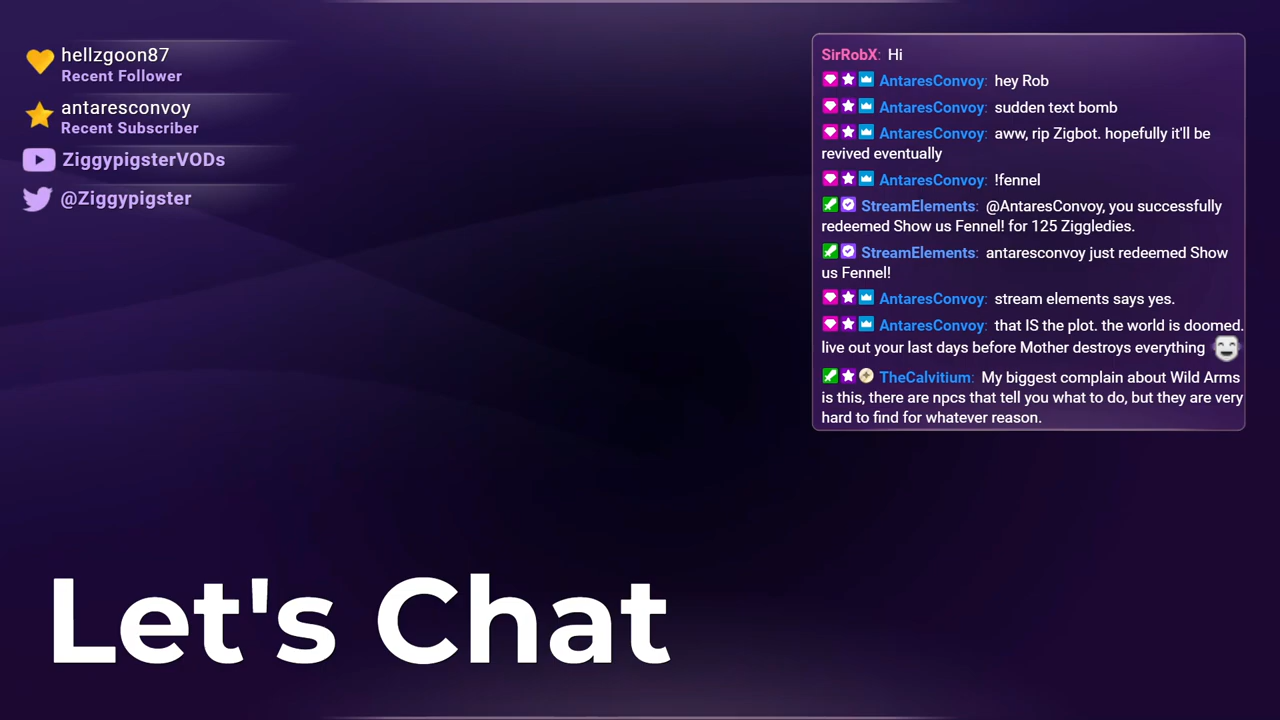 hellzgoon87
Recent Follower
antaresconvoy
Recent Subscriber
ZiggypigsterVODs
@Ziggypigster
SirRobX: Hi
AntaresConvoy: hey Rob
AntaresConvoy: sudden text bomb
AntaresConvoy: aww, rip Zigbot. hopefully it'll be
revived eventually
AntaresConvoy: !fennel
StreamElements: @AntaresConvoy, you successfully
redeemed Show us Fennel! for 125 Ziggledies.
StreamElements: antaresconvoy just redeemed Show
us Fennel!
AntaresConvoy: stream elements says yes.
AntaresConvoy: that IS the plot. the world is doomed.
live out your last days before Mother destroys everything
TheCalvitium: My biggest complain about Wild Arms
is this, there are npcs that tell you what to do, but they are very
hard to find for whatever reason.
Let's Chat